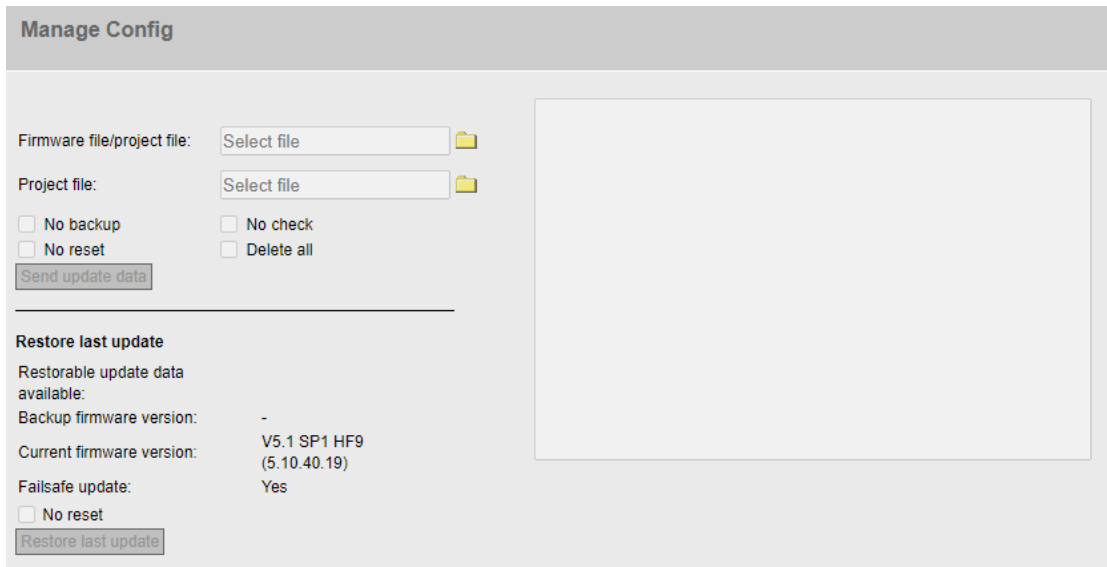 Manage Config
Firmware file/project file: Select file
Project file: Select file
No backup No check
No reset Delete all
Send update data
Restore last update
Restorable update data
available:
Backup firmware version: -
Current firmware version: V5.1 SP1 HF9
(5.10.40.19)
Failsafe update: Yes
No reset
Restore last update